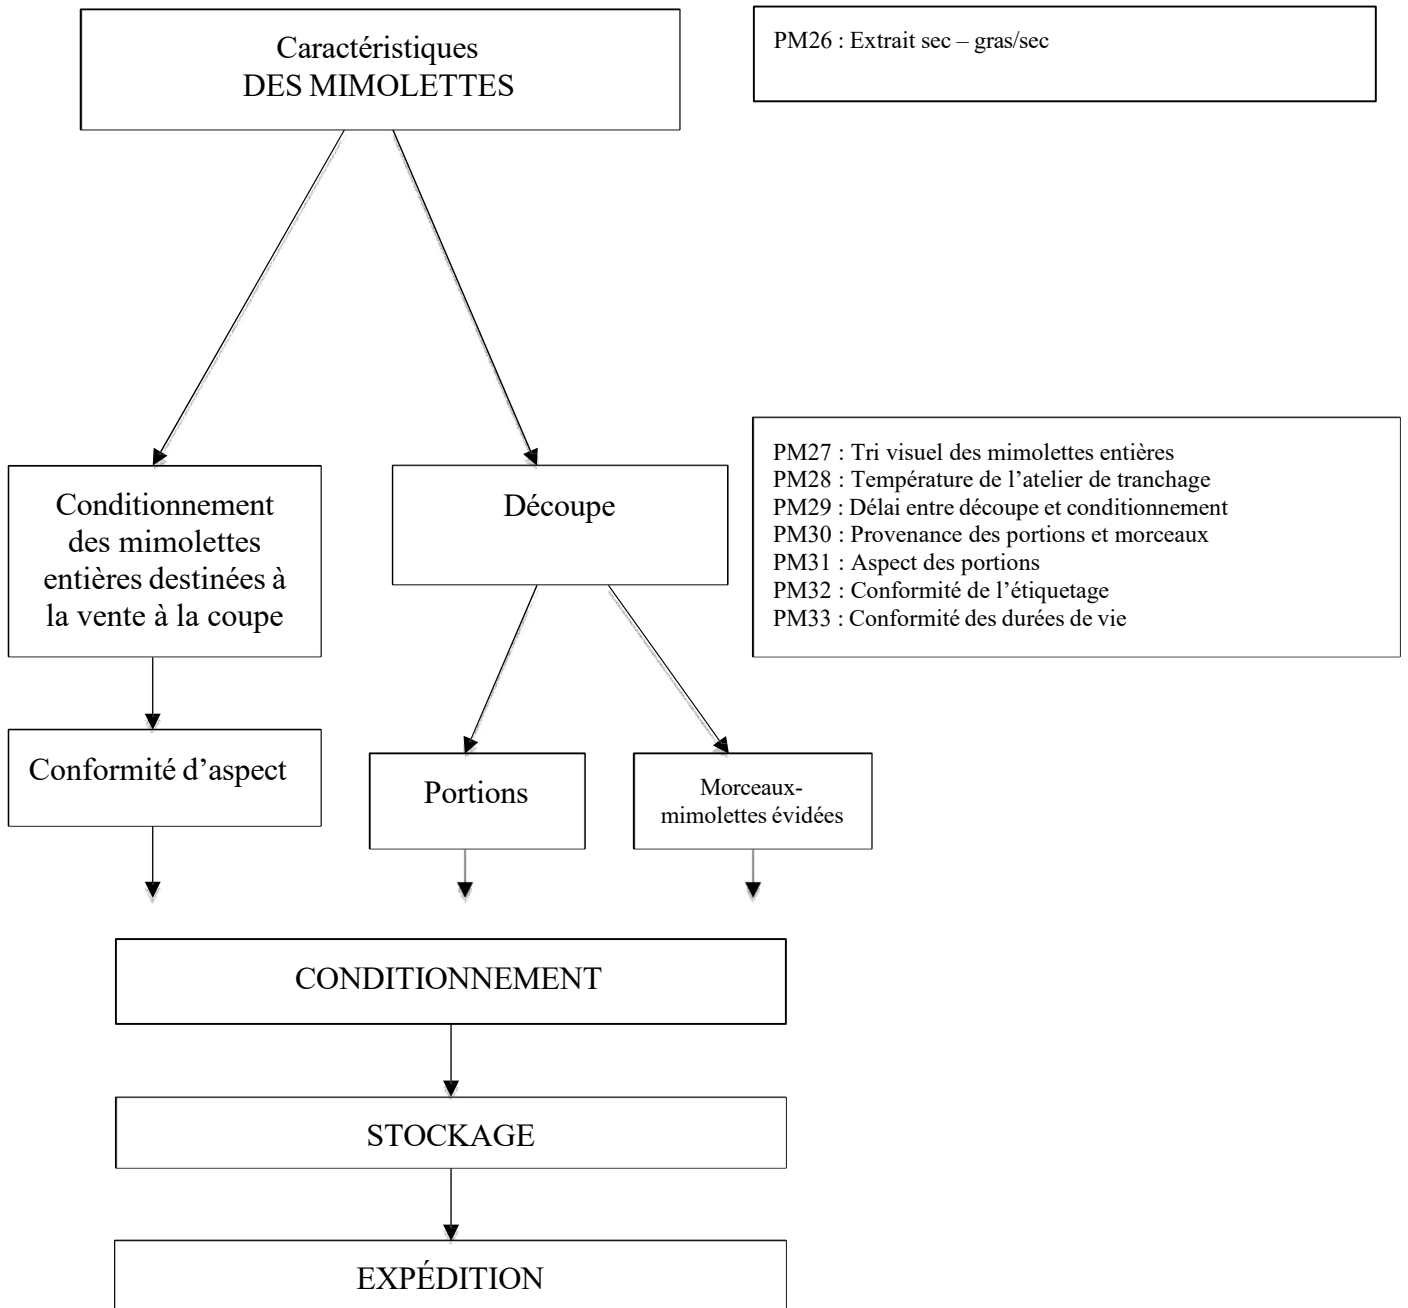 Caractéristiques
DES MIMOLETTES
PM26 : Extrait sec – gras/sec
PM27 : Tri visuel des mimolettes entières
PM28 : Température de l’atelier de tranchage
PM29 : Délai entre découpe et conditionnement
PM30 : Provenance des portions et morceaux
PM31 : Aspect des portions
PM32 : Conformité de l’étiquetage
PM33 : Conformité des durées de vie
Conditionnement
des mimolettes
entières destinées à
la vente à la coupe
Découpe
Conformité d’aspect
Portions
Morceaux-
mimolettes évidées
CONDITIONNEMENT
STOCKAGE
EXPÉDITION